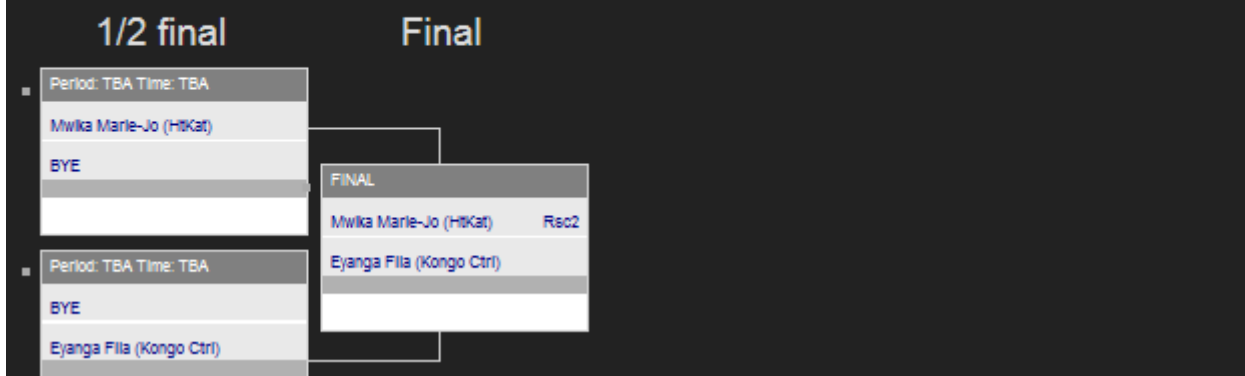 1/2 final Final
Period: TBA Time: TBA
Mwika Marie-Jo (HtKat)
BYE
FINAL
Mwika Marie-Jo (HtKat) Rsc2
Eyanga Fila (Kongo Ctrl)
Period: TBA Time: TBA
BYE
Eyanga Fila (Kongo Ctrl)